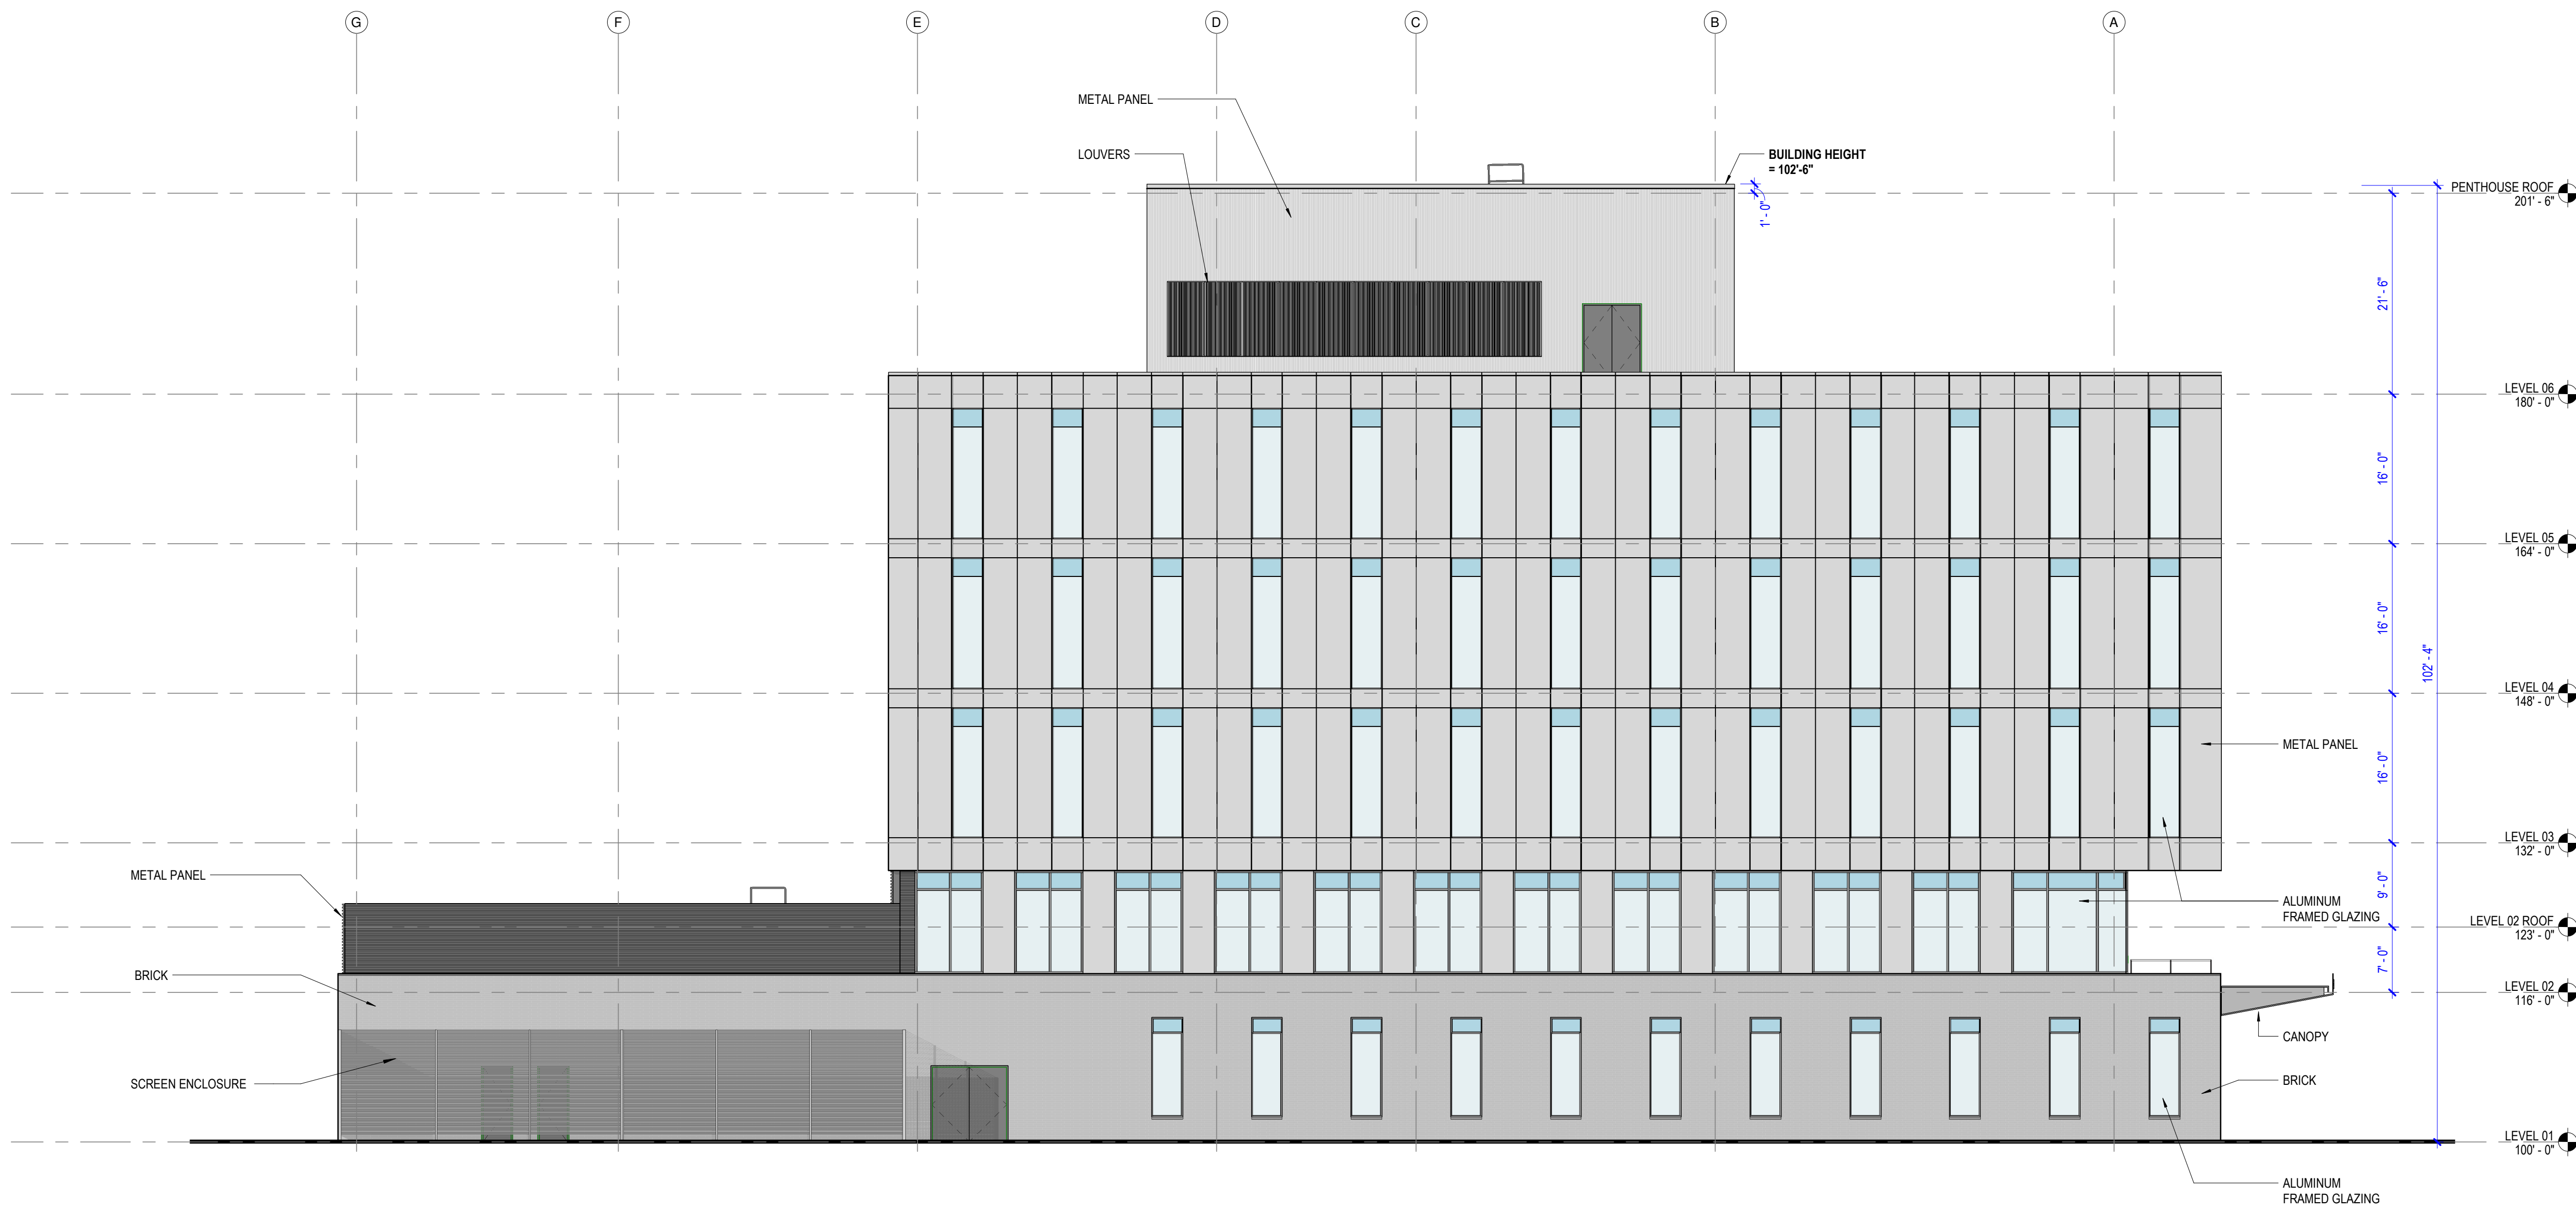 G F E D C B A
METAL PANEL
LOUVERS
BUILDING HEIGHT
= 102'-6"
PENTHOUSE ROOF
201' - 6"
1' - 0"
21' - 6"
LEVEL 06
180' - 0"
16' - 0"
LEVEL 05
164' - 0"
16' - 0"
102' - 4"
LEVEL 04
148' - 0"
METAL PANEL
16' - 0"
LEVEL 03
132' - 0"
METAL PANEL
9' - 0"
ALUMINUM
FRAMED GLAZING
LEVEL 02 ROOF
123' - 0"
7' - 0"
BRICK
LEVEL 02
116' - 0"
CANOPY
SCREEN ENCLOSURE
BRICK
LEVEL 01
100' - 0"
ALUMINUM
FRAMED GLAZING